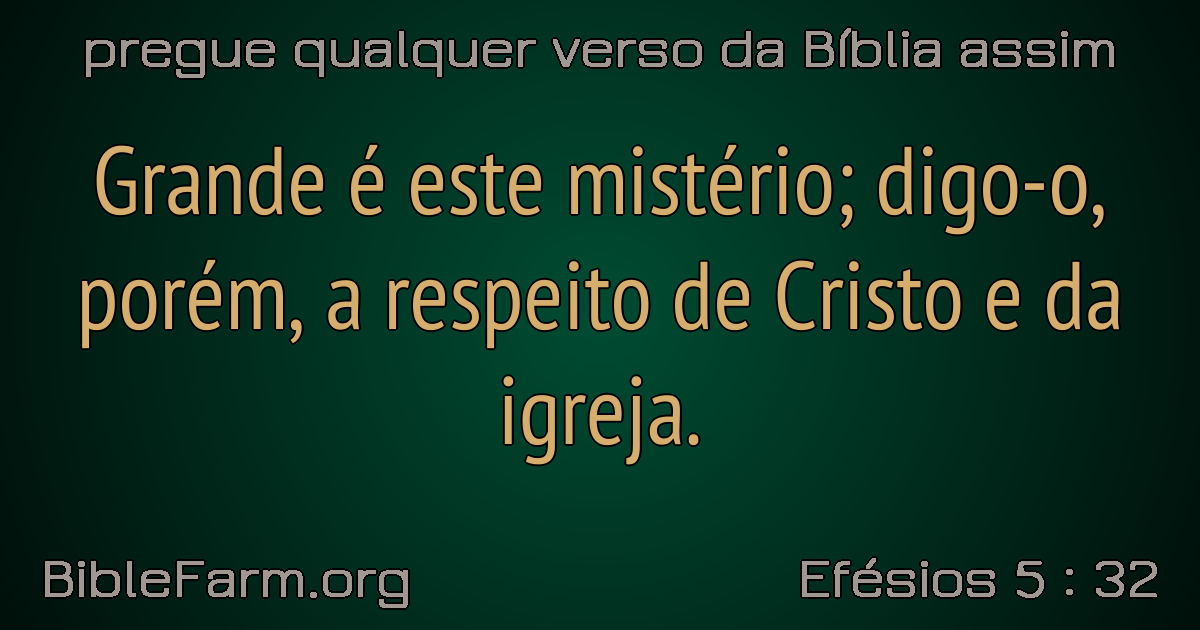 pregue qualquer verso da Bíblia assim
Grande é este mistério; digo-o,
porém, a respeito de Cristo e da
igreja.
BibleFarm.org
Efésios 5 : 32